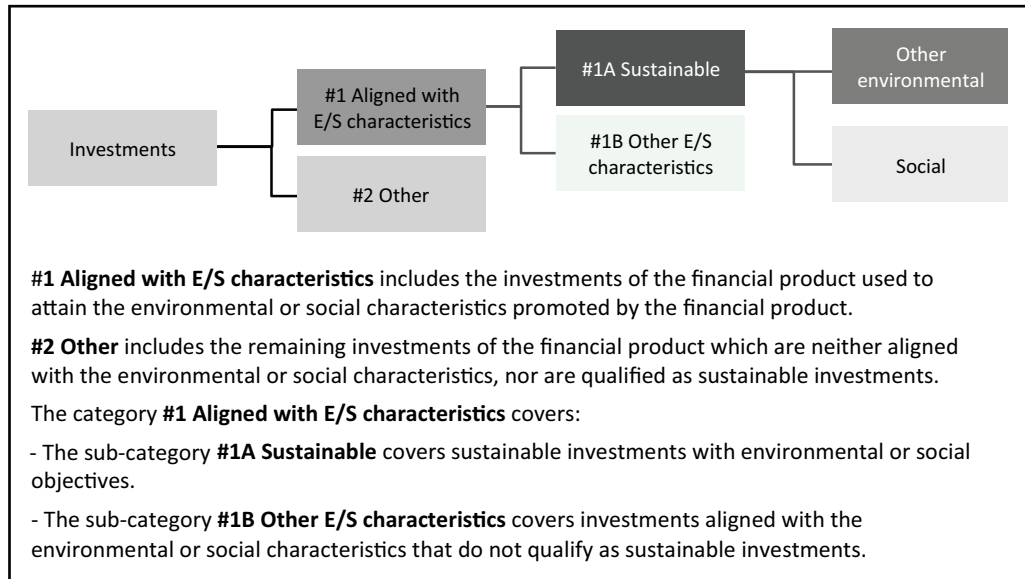 Investments
#1 Aligned with
E/S characteristics
#2 Other
#1A Sustainable
#1B Other E/S
characteristics
Other
environmental
Social
#1 Aligned with E/S characteristics includes the investments of the financial product used to
attain the environmental or social characteristics promoted by the financial product.
#2 Other includes the remaining investments of the financial product which are neither aligned
with the environmental or social characteristics, nor are qualified as sustainable investments.
The category #1 Aligned with E/S characteristics covers:
- The sub-category #1A Sustainable covers sustainable investments with environmental or social
objectives.
- The sub-category #1B Other E/S characteristics covers investments aligned with the
environmental or social characteristics that do not qualify as sustainable investments.